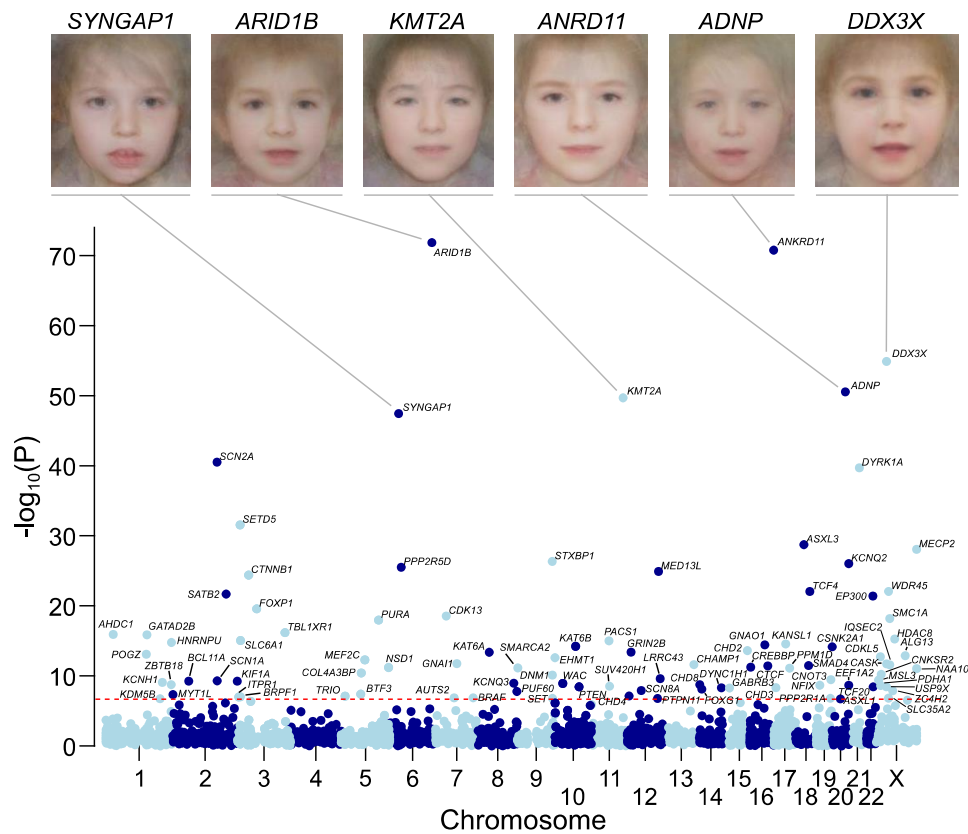 SYNGAP1 ARID1B KMT2A ANRD11 ADNP DDX3X
70
60
50
40
30
20
10
0
-log10(P)
ARID1B
ANKRD11
DDX3X
ADNP
KMT2A
SYNGAP1
SCN2A
DYRK1A
SETD5
ASXL3
MECP2
STXBP1
PPP2R5D
KCNQ2
MED13L
CTNNB1
SATB2
TCF4
WDR45
EP300
FOXP1
CDK13
PURA
SMC1A
AHDC1
GATAD2B
TBL1XR1
HNRNPU
SLC6A1
PACS1
GNAO1
KANSL1
IQSEC2
HDAC8
POGZ
KAT6A
KAT6B
GRIN2B
CHD2
CSNK2A1
ALG13
BCL11A
MEF2C
NSD1
GNAI1
SMARCA2
EHMT1
LRRC43
CHAMP1
CREBBP
PPM1D
CDKL5
CNKSR2
ZBTB18
SCN1A
COL4A3BP
DNM1
WAC
SUV420H1
SMAD4
CASK
NAA10
KCNH1
KIF1A
KCNQ3
CHD8
DYNC1H1
CTCF
CNOT3
EEF1A2
MSL3
PDHA1
ITPR1
GABRB3
NFIX
USP9X
KDM5B
MYT1L
BRPF1
TRIO
BTF3
AUTS2
BRAF
PUF60
SET
PTEN
CHD4
SCN8A
PTPN11
FOXG1
CHD3
PPP2R1A
TCF20
ASXL1
ZC4H2
SLC35A2
1 2 3 4 5 6 7 8 9 11 13 15 17 19 21 X
10 12 14 16 18 20 22
Chromosome